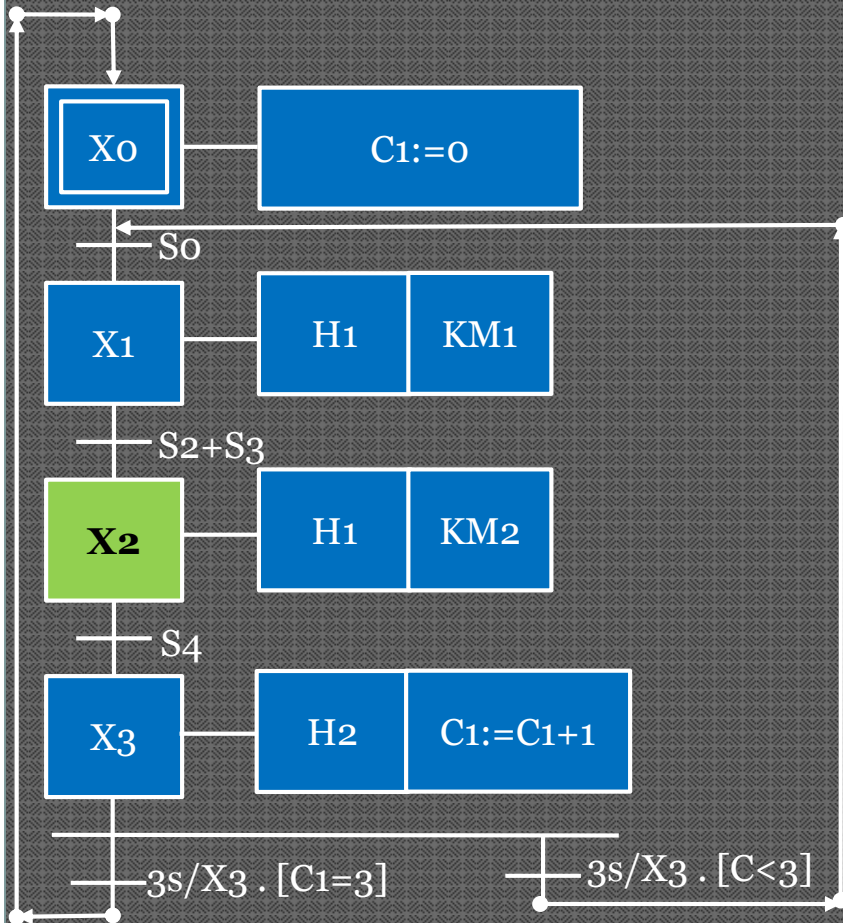 X0
C1:=0
S0
X1
H1
KM1
S2+S3
X2
H1
KM2
S4
X3
H2
C1:=C1+1
3s/X3 . [C1=3]
3s/X3 . [C<3]